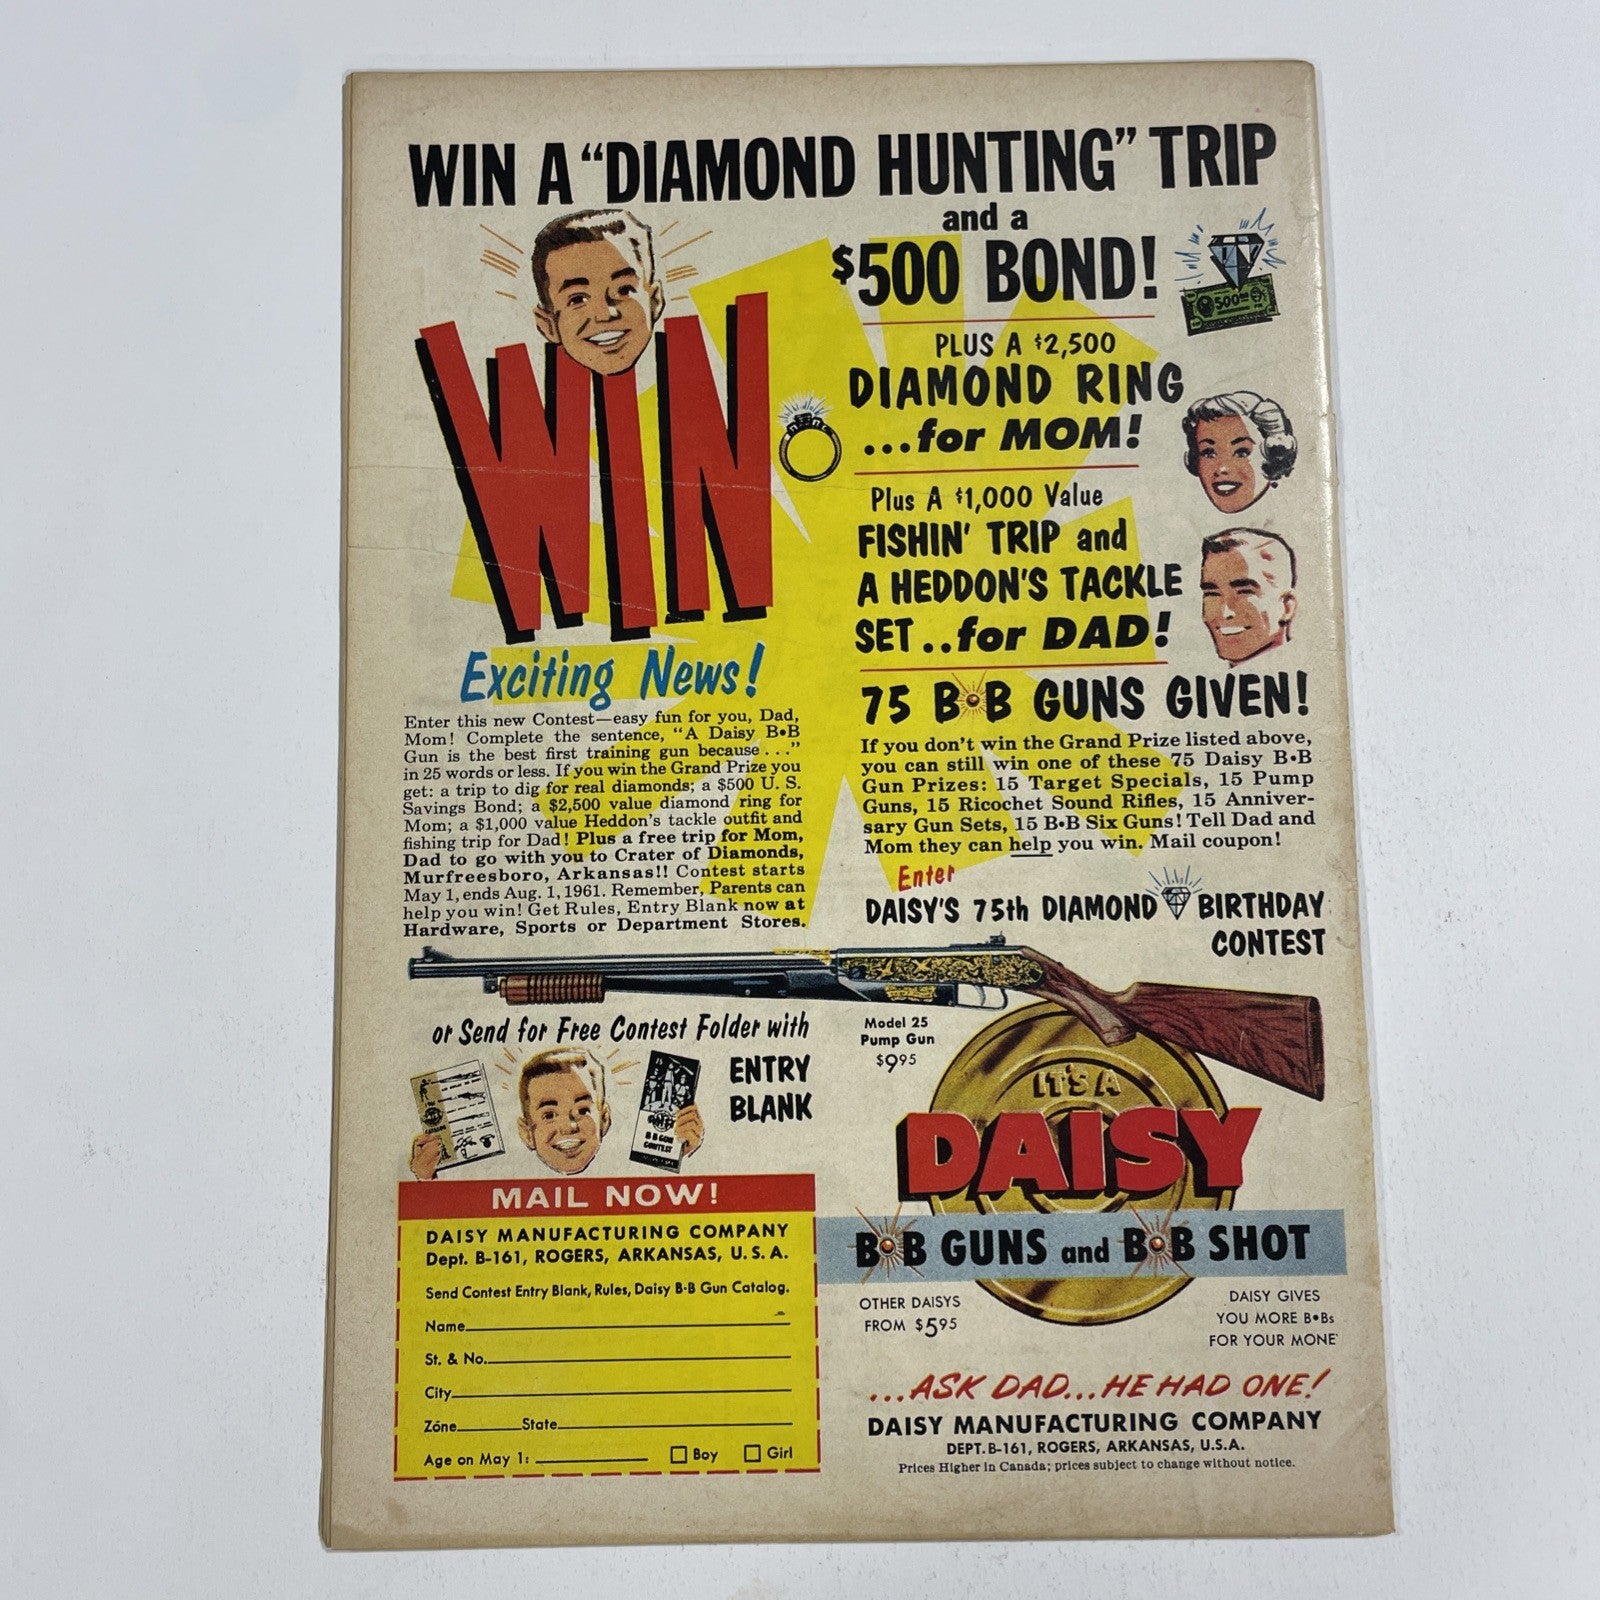 WIN A “DIAMOND HUNTING” TRIP
and a
$500 BOND!
500
WIN
PLUS A $2,500
DIAMOND RING
...for MOM!
Plus A $1,000 Value
FISHIN' TRIP and
A HEDDON'S TACKLE
SET..for DAD!
Exciting News!
Enter this new Contest—easy fun for you, Dad,
Mom! Complete the sentence, “A Daisy B•B
Gun is the best first training gun because . . .”
in 25 words or less. If you win the Grand Prize you
get: a trip to dig for real diamonds; a $500 U. S.
Savings Bond; a $2,500 value diamond ring for
Mom; a $1,000 value Heddon's tackle outfit and
fishing trip for Dad! Plus a free trip for Mom,
Dad to go with you to Crater of Diamonds,
Murfreesboro, Arkansas!! Contest starts
May 1, ends Aug. 1, 1961. Remember, Parents can
help you win! Get Rules, Entry Blank now at
Hardware, Sports or Department Stores.
75 B•B GUNS GIVEN!
If you don't win the Grand Prize listed above,
you can still win one of these 75 Daisy B•B
Gun Prizes: 15 Target Specials, 15 Pump
Guns, 15 Ricochet Sound Rifles, 15 Anniver-
sary Gun Sets, 15 B•B Six Guns! Tell Dad and
Mom they can help you win. Mail coupon!
Enter
DAISY'S 75th DIAMOND BIRTHDAY
CONTEST
or Send for Free Contest Folder with
ENTRY
BLANK
CATALOG
B B GUN
CONTEST
Model 25
Pump Gun
$995
IT'S A
DAISY
B•B GUNS and B•B SHOT
OTHER DAISYS
FROM $595
DAISY GIVES
YOU MORE B•Bs
FOR YOUR MONE
MAIL NOW!
DAISY MANUFACTURING COMPANY
Dept. B-161, ROGERS, ARKANSAS, U. S. A.
Send Contest Entry Blank, Rules, Daisy B•B Gun Catalog.
Name
St. & No.
City
Zone State
Age on May 1: Boy Girl
...ASK DAD...HE HAD ONE!
DAISY MANUFACTURING COMPANY
DEPT. B-161, ROGERS, ARKANSAS, U.S.A.
Prices Higher in Canada; prices subject to change without notice.